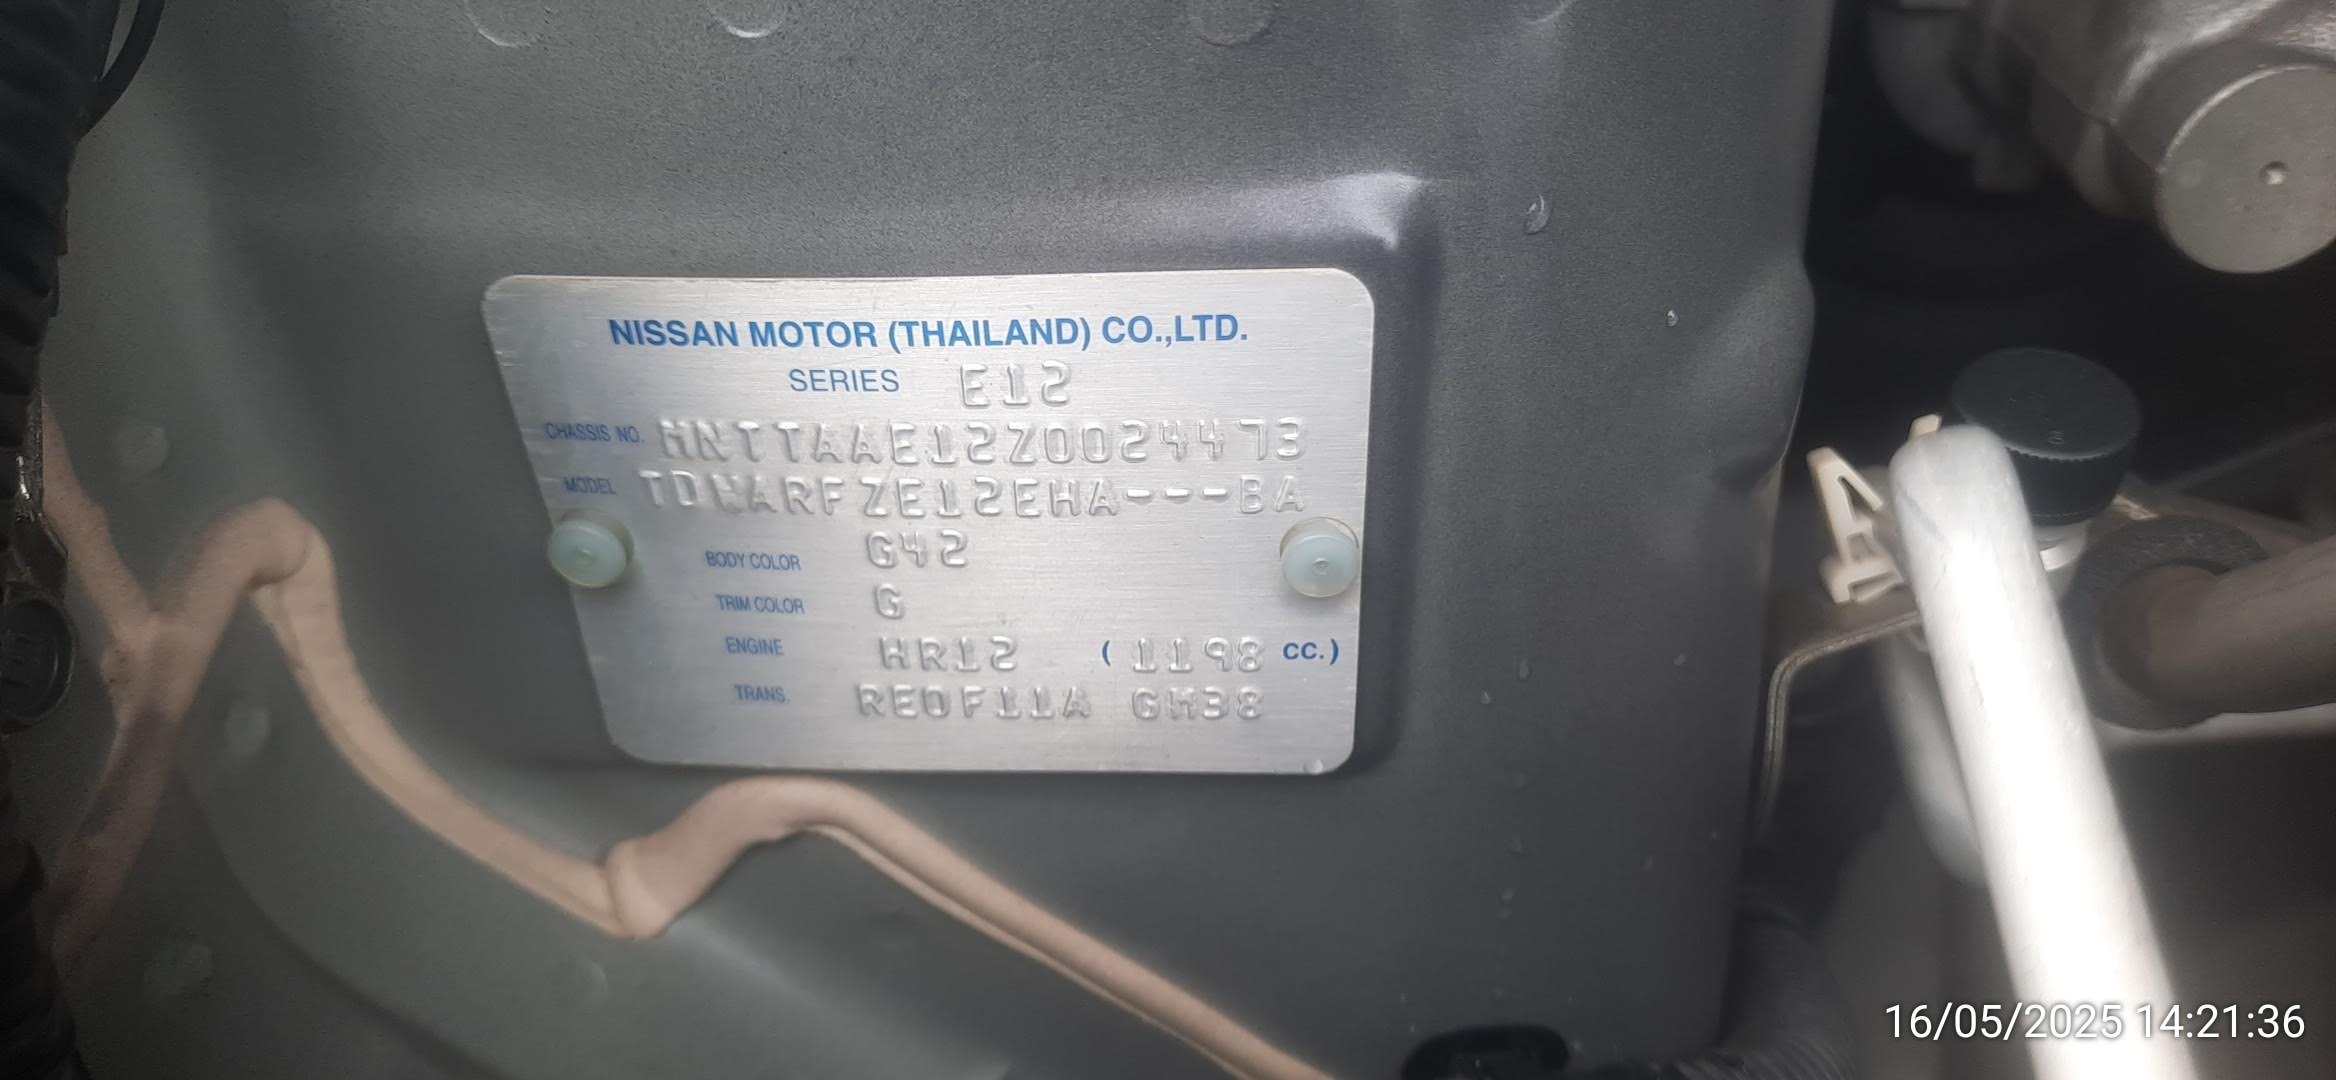 NISSAN MOTOR (THAILAND) CO.,LTD.
SERIES E12
CHASSIS NO. MNTTAAE12Z0024473
MODEL TDWARFZE12EHA---BA
BODY COLOR G42
TRIM COLOR G
ENGINE HR12 ( 1198 CC.)
TRANS. RE0F11A GM38
16/05/2025 14:21:36